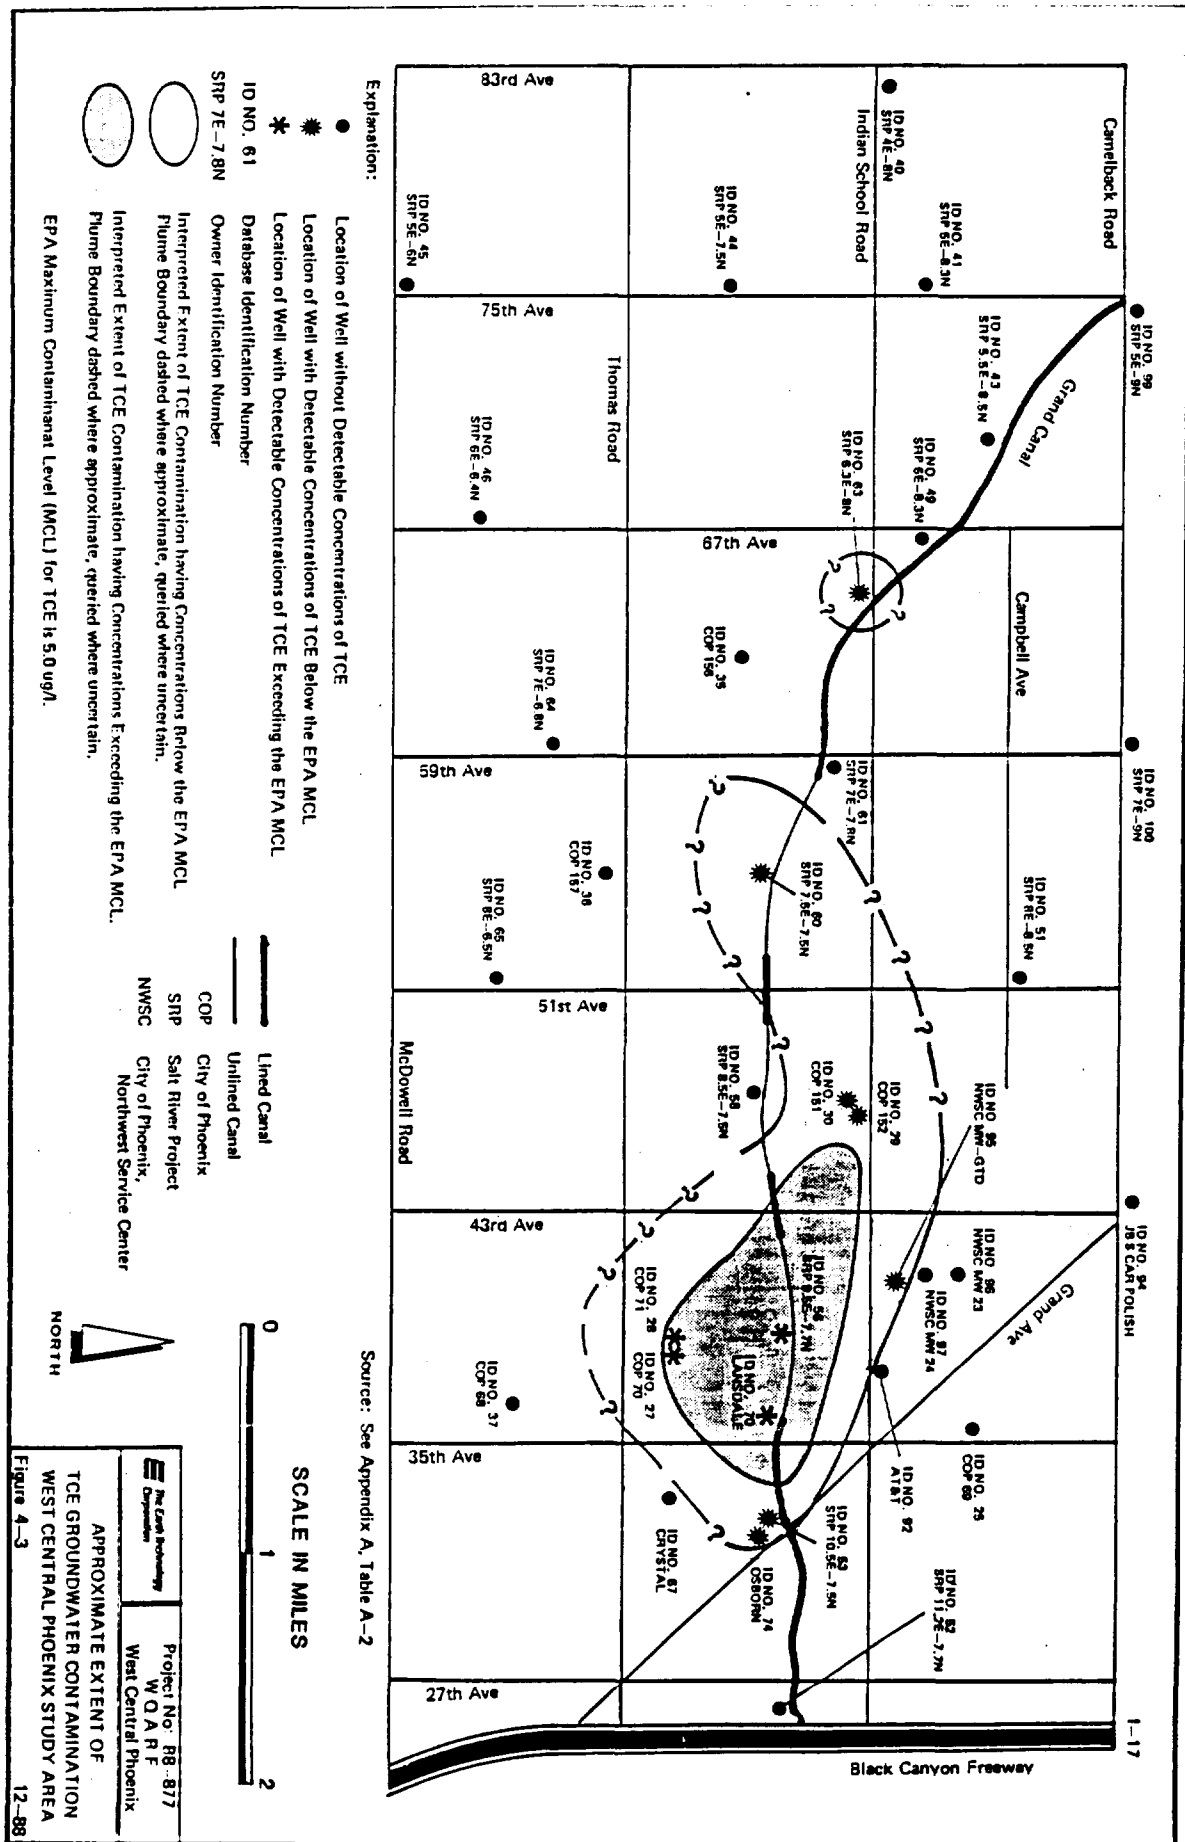 83rd Ave
75th Ave
67th Ave
59th Ave
51st Ave
43rd Ave
35th Ave
27th Ave
Camelback Road
Indian School Road
Thomas Road
McDowell Road
Campbell Ave
Grand Canal
Grand Ave
Black Canyon Freeway
I-17
ID NO. 40
SRP 4E-8N
ID NO. 41
SRP 5E-8.3N
ID NO. 44
SRP 5E-7.5N
ID NO. 45
SRP 5E-6N
ID NO. 99
SRP 5E-9N
ID NO. 43
SRP 5.5E-8.5N
ID NO. 49
SRP 6E-8.3N
ID NO. 46
SRP 6E-6.4N
ID NO. 63
SRP 6.3E-8N
ID NO. 39
COP 156
ID NO. 64
SRP 7E-6.8N
ID NO. 100
SRP 7E-9N
ID NO. 61
SRP 7E-7.8N
ID NO. 60
SRP 7.6E-7.5N
ID NO. 38
COP 157
ID NO. 65
SRP 8E-6.5N
ID NO. 51
SRP 8E-8.5N
ID NO. 58
SRP 8.5E-7.5N
ID NO. 30
COP 151
ID NO. 79
COP 152
ID NO. 95
NWSC MW-GTD
ID NO. 94
JB'S CAR POLISH
ID NO. 96
NWSC MW 23
ID NO. 97
NWSC MW 24
ID NO. 56
SRP 9.5E-7.7N
ID NO. 70
LANSDALE
ID NO. 28
COP 71
ID NO. 27
COP 70
ID NO. 37
COP 68
ID NO. 25
COP 69
ID NO. 92
AT&T
ID NO. 53
SRP 10.5E-7.5N
ID NO. 74
OSBORN
ID NO. 67
CRYSTAL
ID NO. 52
SRP 11.2E-7.7N
Explanation:
Location of Well without Detectable Concentrations of TCE
Location of Well with Detectable Concentrations of TCE Below the EPA MCL
Location of Well with Detectable Concentrations of TCE Exceeding the EPA MCL
ID NO. 61
Database Identification Number
SRP 7E-7.8N
Owner Identification Number
Interpreted Extent of TCE Contamination having Concentrations Below the EPA MCL
Plume Boundary dashed where approximate, queried where uncertain.
Interpreted Extent of TCE Contamination having Concentrations Exceeding the EPA MCL.
Plume Boundary dashed where approximate, queried where uncertain.
EPA Maximum Contaminanat Level (MCL) for TCE is 5.0 ug/l.
Lined Canal
Unlined Canal
COP City of Phoenix
SRP Salt River Project
NWSC City of Phoenix,
Northwest Service Center
Source: See Appendix A, Table A-2
SCALE IN MILES
0 1 2
NORTH
The Earth Technology
Corporation
Project No: 88-877
W Q A R F
West Central Phoenix
APPROXIMATE EXTENT OF
TCE GROUNDWATER CONTAMINATION
WEST CENTRAL PHOENIX STUDY AREA
12-88 Figure 4-3